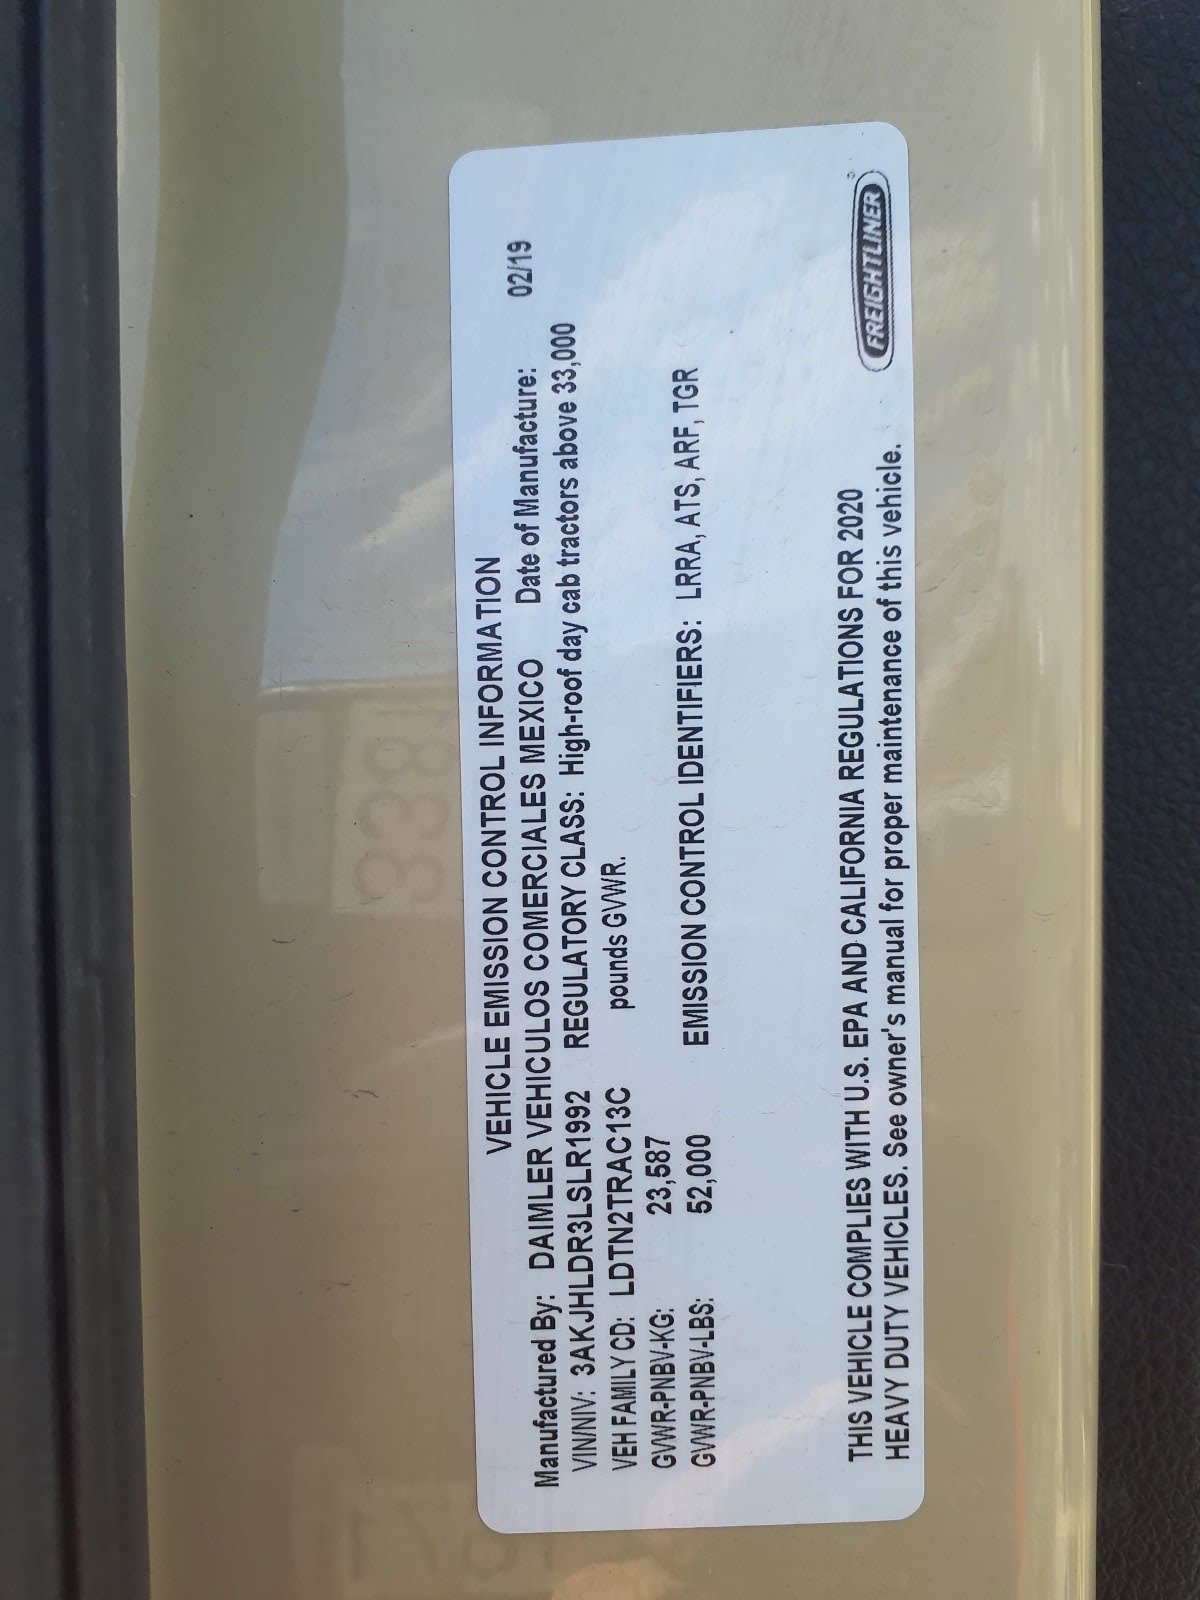 VEHICLE EMISSION CONTROL INFORMATION
Manufactured By: DAIMLER VEHICULOS COMERCIALES MEXICO Date of Manufacture: 02/19
VIN/NIV: 3AKJHLDR3LSLR1992 REGULATORY CLASS: High-roof day cab tractors above 33,000
VEH FAMILY CD: LDTN2TRAC13C pounds GVWR.
GVWR-PNBV-KG: 23,587
GVWR-PNBV-LBS: 52,000 EMISSION CONTROL IDENTIFIERS: LRRA, ATS, ARF, TGR
THIS VEHICLE COMPLIES WITH U.S. EPA AND CALIFORNIA REGULATIONS FOR 2020
HEAVY DUTY VEHICLES. See owner's manual for proper maintenance of this vehicle.
FREIGHTLINER